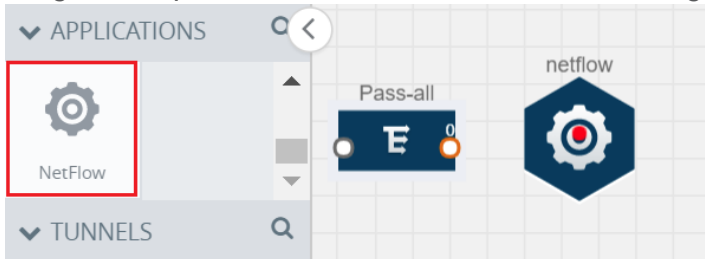 APPLICATIONS
netflow
Pass-all
0
NetFlow
TUNNELS